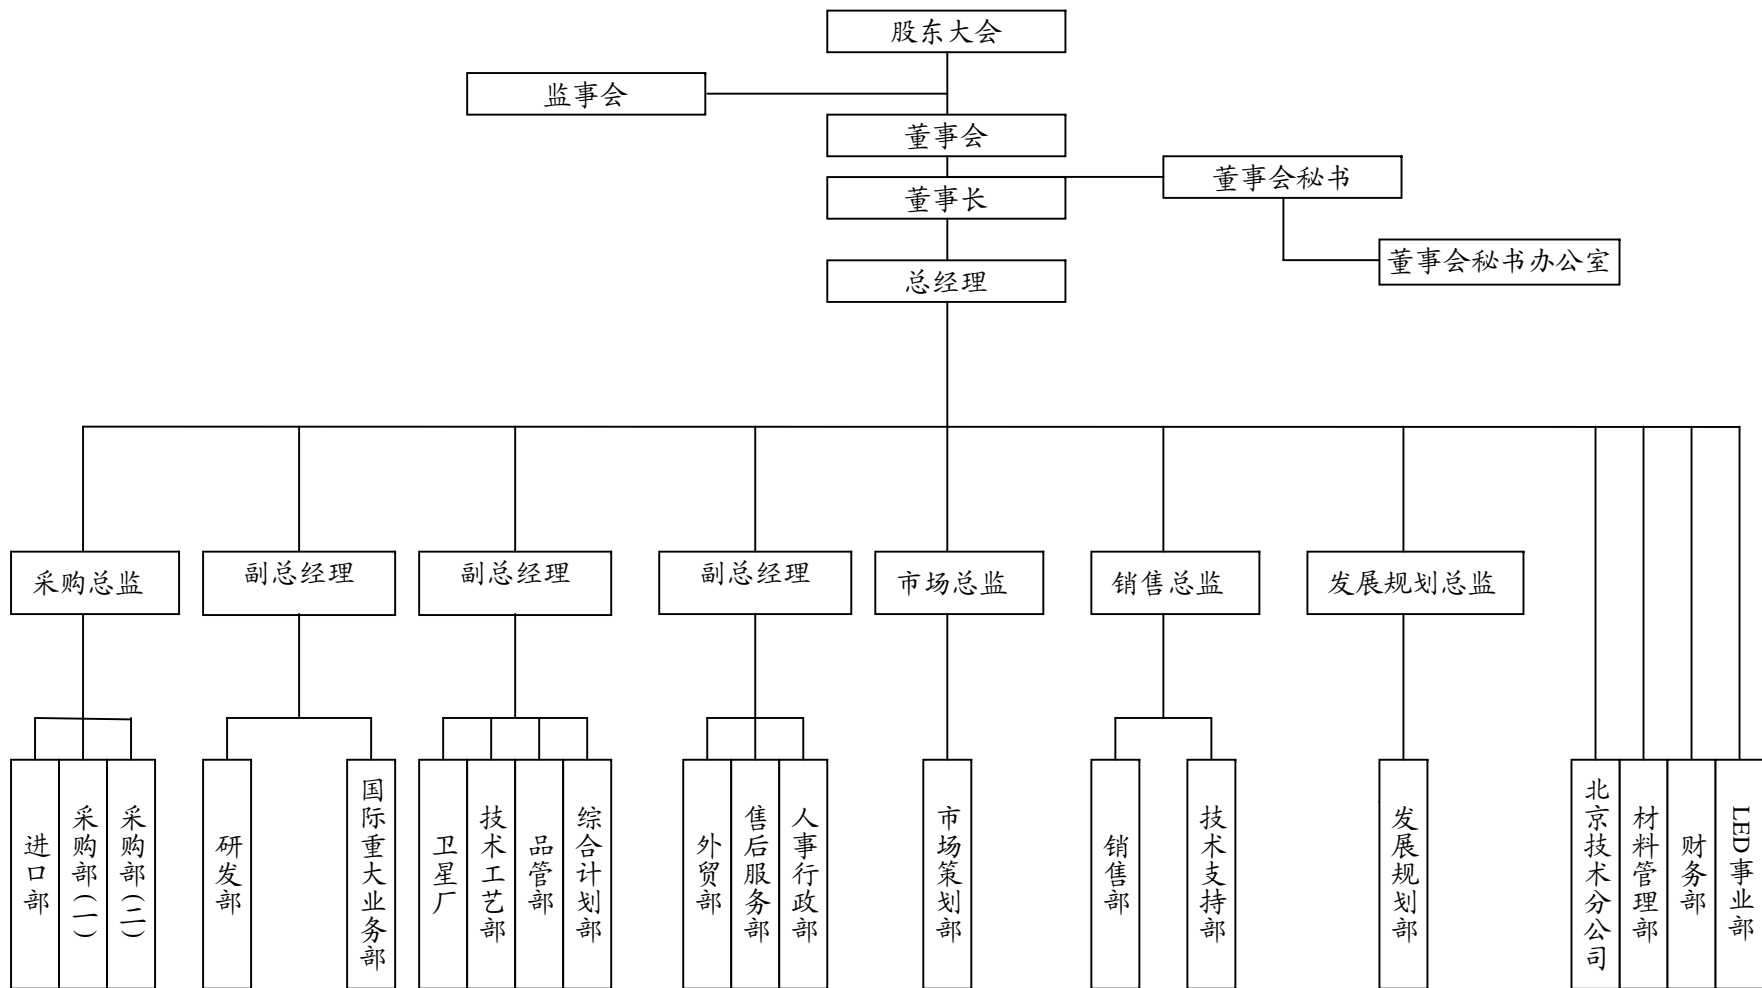 股东大会
监事会
董事会
董事会秘书
董事长
董事会秘书办公室
总经理
采购总监
副总经理
副总经理
副总经理
市场总监
销售总监
发展规划总监
进口部
采购部(一)
采购部(二)
研发部
国际重大业务部
卫星厂
技术工艺部
品管部
综合计划部
外贸部
售后服务部
人事行政部
市场策划部
销售部
技术支持部
发展规划部
北京技术分公司
材料管理部
财务部
LED事业部